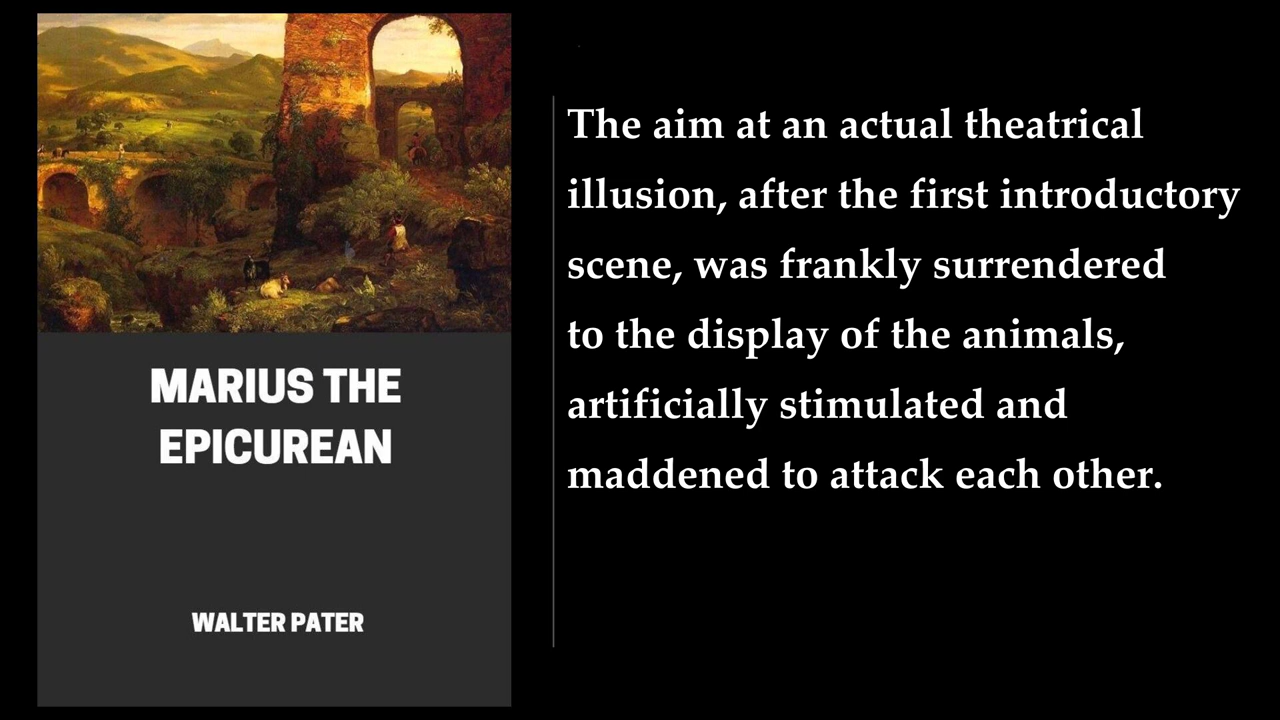 MARIUS THE
EPICUREAN
WALTER PATER
The aim at an actual theatrical
illusion, after the first introductory
scene, was frankly surrendered
to the display of the animals,
artificially stimulated and
maddened to attack each other.